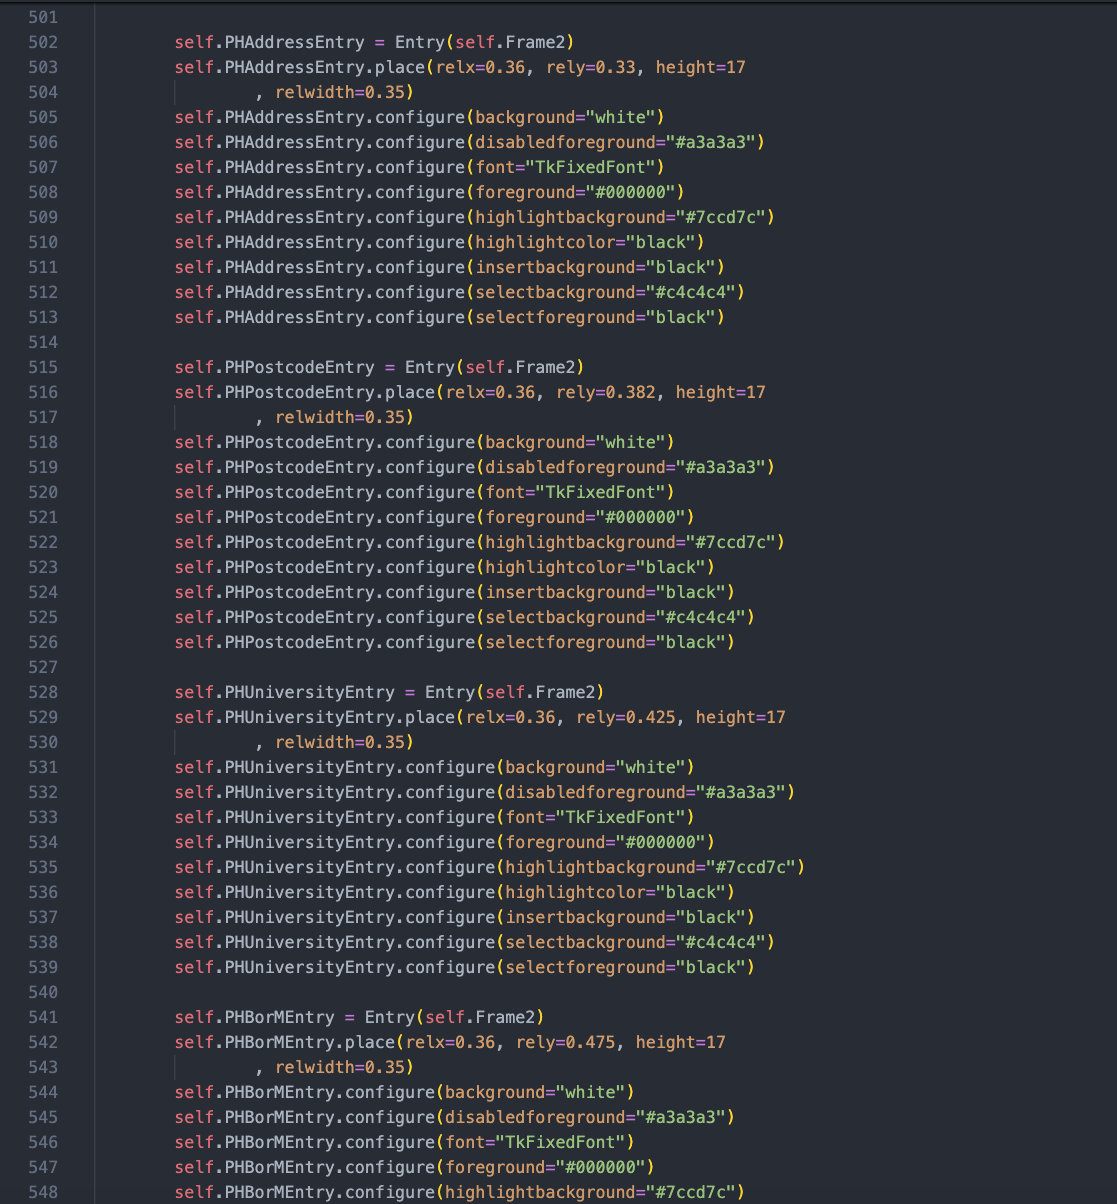 501
502 self.PHAddressEntry = Entry(self.Frame2)
503 self.PHAddressEntry.place(relx=0.36, rely=0.33, height=17
504 , relwidth=0.35)
505 self.PHAddressEntry.configure(background="white")
506 self.PHAddressEntry.configure(disabledforeground="#a3a3a3")
507 self.PHAddressEntry.configure(font="TkFixedFont")
508 self.PHAddressEntry.configure(foreground="#000000")
509 self.PHAddressEntry.configure(highlightbackground="#7ccd7c")
510 self.PHAddressEntry.configure(highlightcolor="black")
511 self.PHAddressEntry.configure(insertbackground="black")
512 self.PHAddressEntry.configure(selectbackground="#c4c4c4")
513 self.PHAddressEntry.configure(selectforeground="black")
514
515 self.PHPostcodeEntry = Entry(self.Frame2)
516 self.PHPostcodeEntry.place(relx=0.36, rely=0.382, height=17
517 , relwidth=0.35)
518 self.PHPostcodeEntry.configure(background="white")
519 self.PHPostcodeEntry.configure(disabledforeground="#a3a3a3")
520 self.PHPostcodeEntry.configure(font="TkFixedFont")
521 self.PHPostcodeEntry.configure(foreground="#000000")
522 self.PHPostcodeEntry.configure(highlightbackground="#7ccd7c")
523 self.PHPostcodeEntry.configure(highlightcolor="black")
524 self.PHPostcodeEntry.configure(insertbackground="black")
525 self.PHPostcodeEntry.configure(selectbackground="#c4c4c4")
526 self.PHPostcodeEntry.configure(selectforeground="black")
527
528 self.PHUniversityEntry = Entry(self.Frame2)
529 self.PHUniversityEntry.place(relx=0.36, rely=0.425, height=17
530 , relwidth=0.35)
531 self.PHUniversityEntry.configure(background="white")
532 self.PHUniversityEntry.configure(disabledforeground="#a3a3a3")
533 self.PHUniversityEntry.configure(font="TkFixedFont")
534 self.PHUniversityEntry.configure(foreground="#000000")
535 self.PHUniversityEntry.configure(highlightbackground="#7ccd7c")
536 self.PHUniversityEntry.configure(highlightcolor="black")
537 self.PHUniversityEntry.configure(insertbackground="black")
538 self.PHUniversityEntry.configure(selectbackground="#c4c4c4")
539 self.PHUniversityEntry.configure(selectforeground="black")
540
541 self.PHBorMEntry = Entry(self.Frame2)
542 self.PHBorMEntry.place(relx=0.36, rely=0.475, height=17
543 , relwidth=0.35)
544 self.PHBorMEntry.configure(background="white")
545 self.PHBorMEntry.configure(disabledforeground="#a3a3a3")
546 self.PHBorMEntry.configure(font="TkFixedFont")
547 self.PHBorMEntry.configure(foreground="#000000")
548 self.PHBorMEntry.configure(highlightbackground="#7ccd7c")